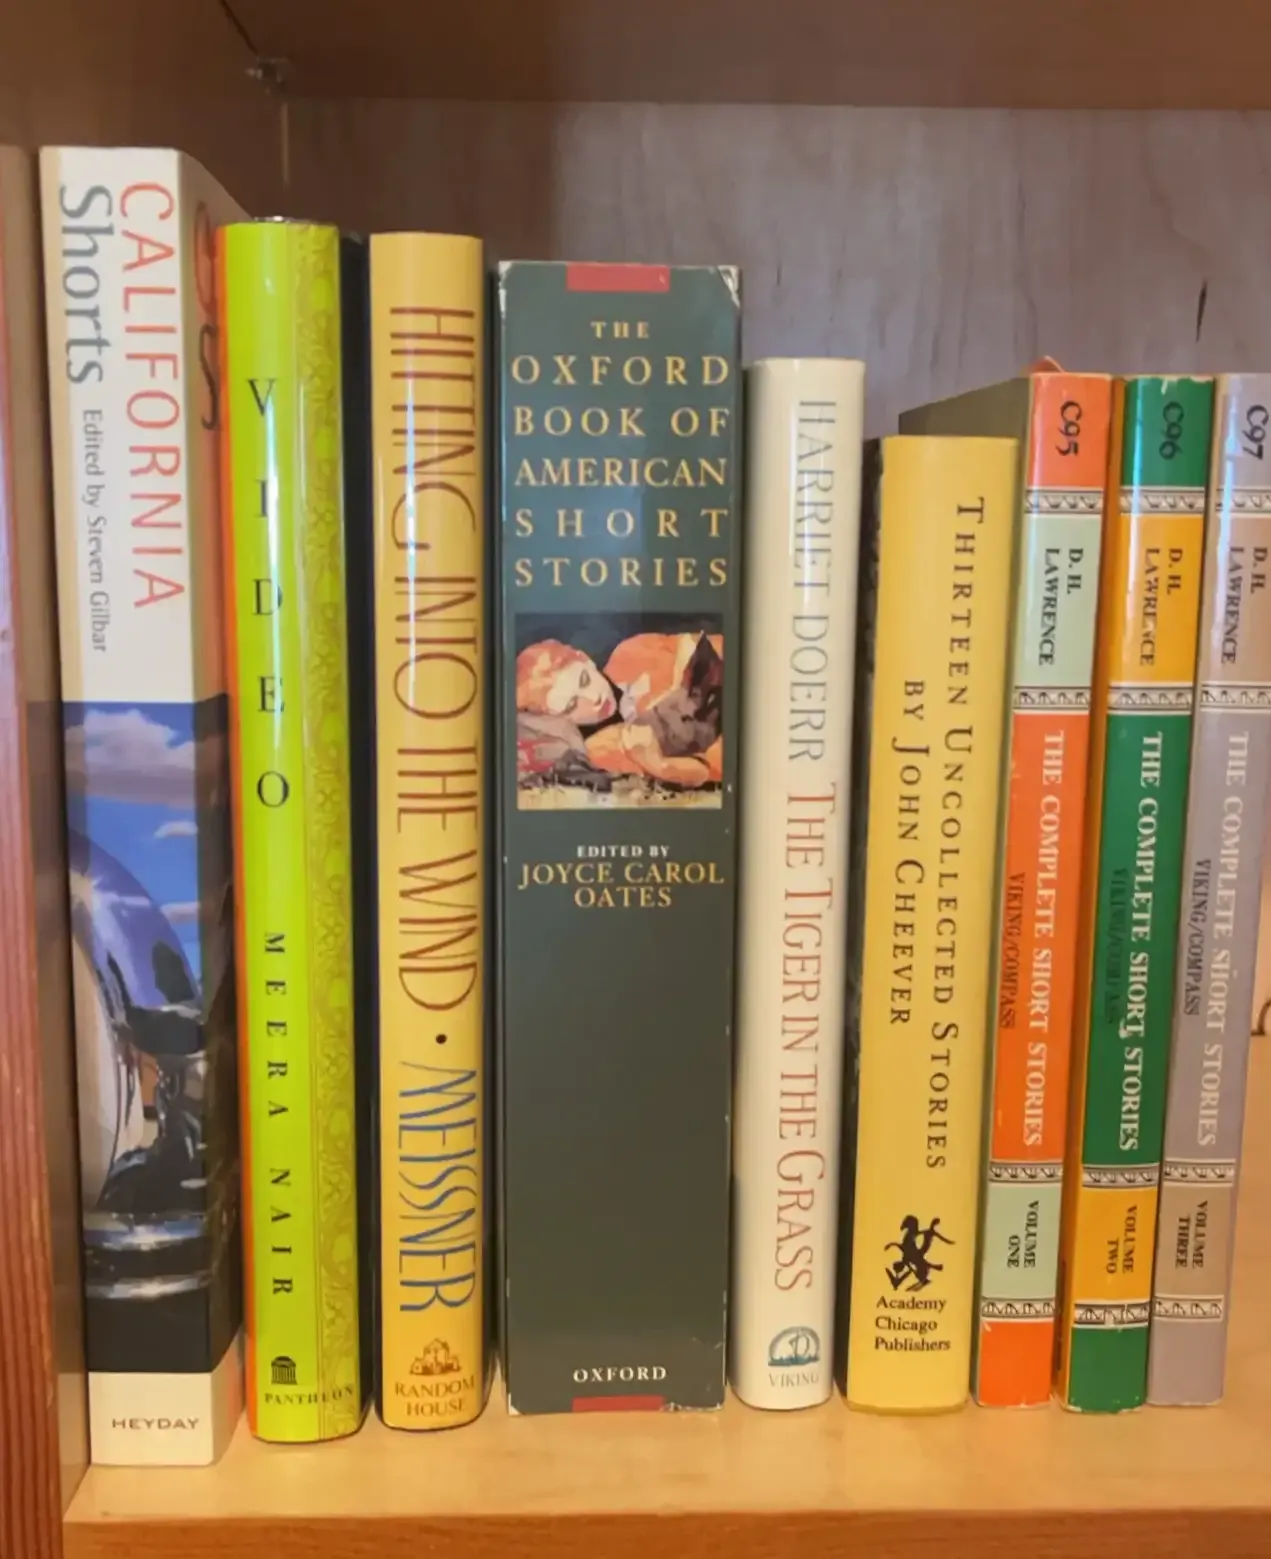 CALIFORNIA
Shorts Edited by Steven Gilbar
HEYDAY
VIDEO MEERA NAIR
PANTHEON
HITTING INTO THE WIND • MEISSNER
RANDOM
HOUSE
THE
OXFORD
BOOK OF
AMERICAN
SHORT
STORIES
EDITED BY
JOYCE CAROL
OATES
OXFORD
HARRIET DOERR THE TIGER IN THE GRASS
VIKING
THIRTEEN UNCOLLECTED STORIES
BY JOHN CHEEVER
Academy
Chicago
Publishers
C95
D. H.
LAWRENCE
THE COMPLETE SHORT STORIES
VIKING/COMPASS
VOLUME
ONE
C96
D. H.
LAWRENCE
THE COMPLETE SHORT STORIES
VIKING/COMPASS
VOLUME
TWO
C97
D. H.
LAWRENCE
THE COMPLETE SHORT STORIES
VIKING/COMPASS
VOLUME
THREE